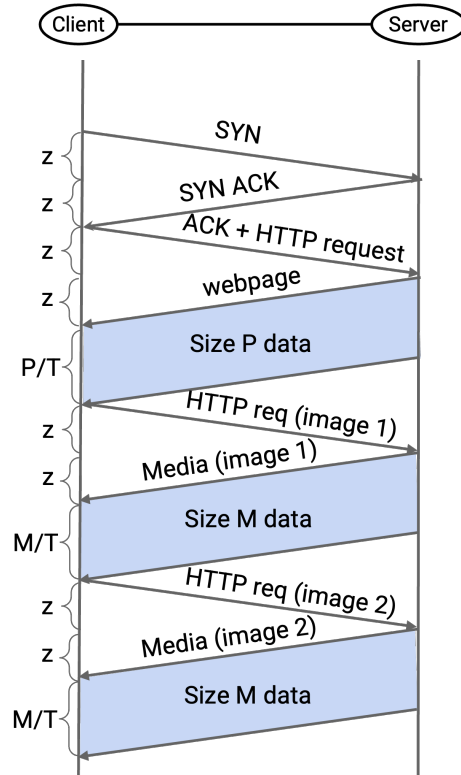 Client
Server
SYN
z
SYN ACK
z
ACK + HTTP request
z
webpage
z
Size P data
P/T
HTTP req (image 1)
z
Media (image 1)
z
Size M data
M/T
HTTP req (image 2)
z
Media (image 2)
z
Size M data
M/T